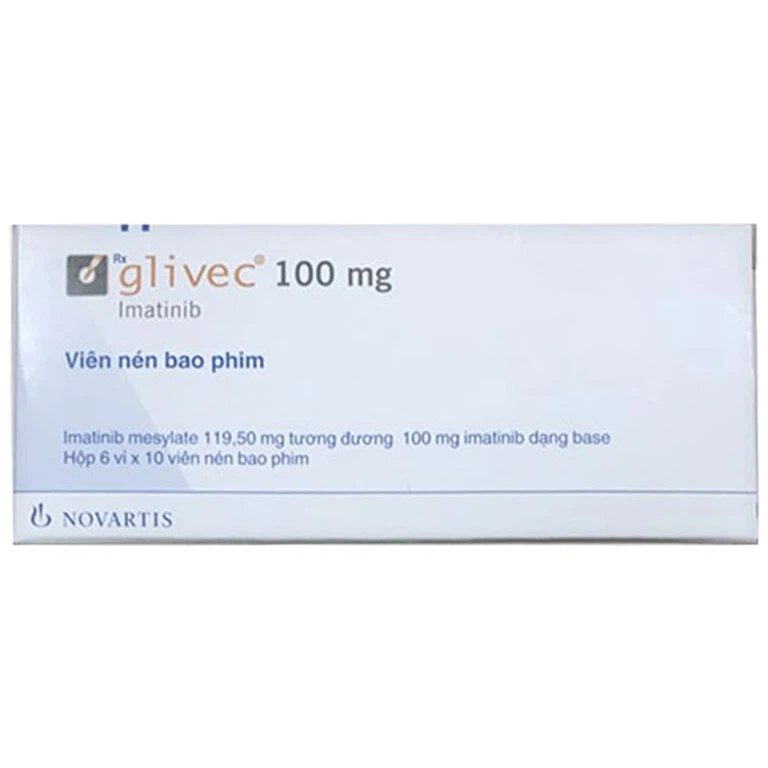 Rx glivec® 100 mg
Imatinib
Viên nén bao phim
Imatinib mesylate 119,50 mg tương đương 100 mg imatinib dạng base
Hộp 6 vỉ x 10 viên nén bao phim
NOVARTIS